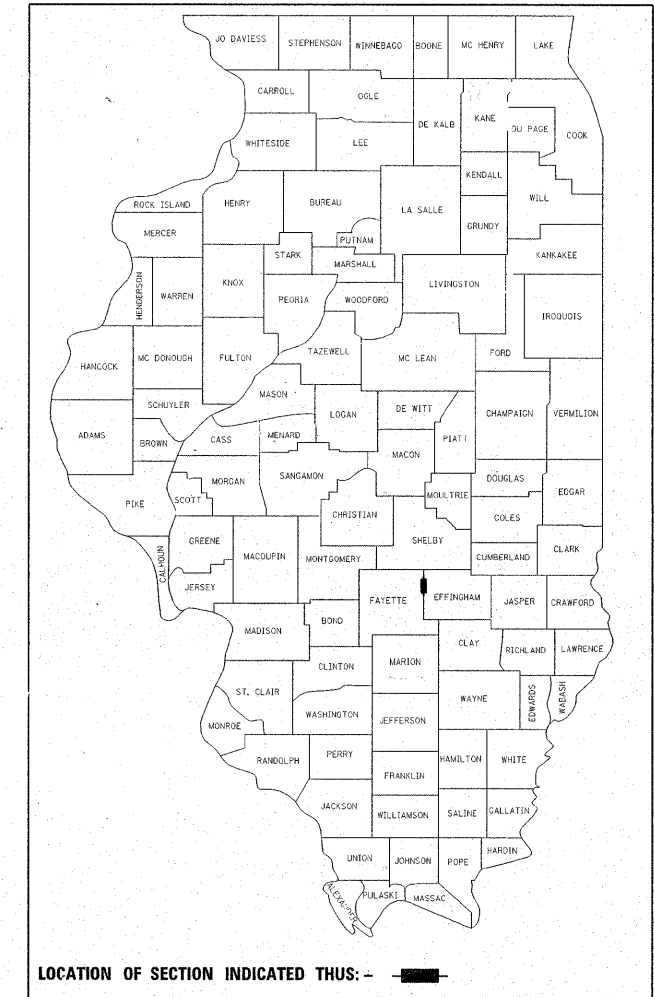 JO DAVIESS STEPHENSON WINNEBAGO BOONE MC HENRY LAKE
CARROLL OGLE DE KALB KANE DU PAGE COOK
WHITESIDE LEE
KENDALL
ROCK ISLAND HENRY BUREAU LA SALLE WILL
MERCER PUTNAM GRUNDY
STARK MARSHALL KANKAKEE
HENDERSON WARREN KNOX PEORIA WOODFORD LIVINGSTON IROQUOIS
HANCOCK MC DONOUGH FULTON TAZEWELL MC LEAN FORD
SCHUYLER MASON LOGAN DE WITT CHAMPAIGN VERMILION
ADAMS BROWN CASS MENARD MACON PIATT
PIKE SCOTT MORGAN SANGAMON MOULTRIE DOUGLAS EDGAR
CHRISTIAN COLES
CALHOUN GREENE MACOUPIN MONTGOMERY SHELBY CUMBERLAND CLARK
JERSEY FAYETTE EFFINGHAM JASPER CRAWFORD
MADISON BOND
CLINTON MARION CLAY RICHLAND LAWRENCE
ST. CLAIR WAYNE EDWARDS WABASH
MONROE WASHINGTON JEFFERSON
RANDOLPH PERRY HAMILTON WHITE
FRANKLIN
JACKSON WILLIAMSON SALINE GALLATIN
UNION JOHNSON POPE HARDIN
ALEXANDER PULASKI MASSAC
LOCATION OF SECTION INDICATED THUS: -